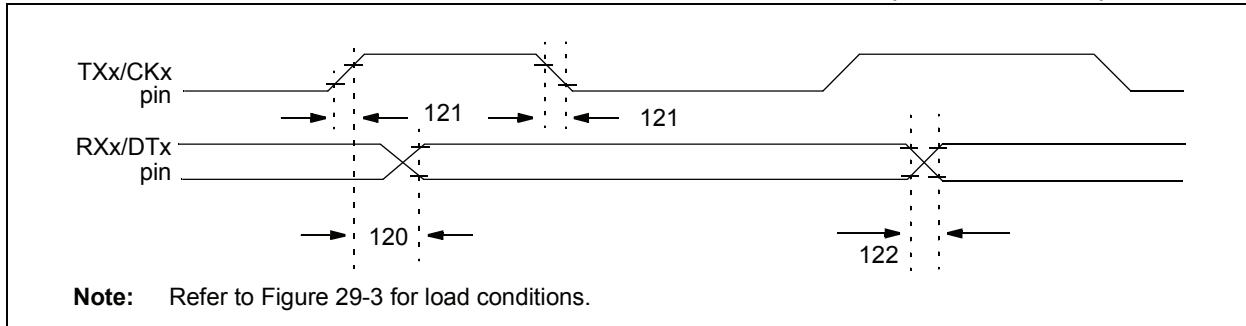 TXx/CKx
pin
121
121
RXx/DTx
pin
120
122
Note: Refer to Figure 29-3 for load conditions.